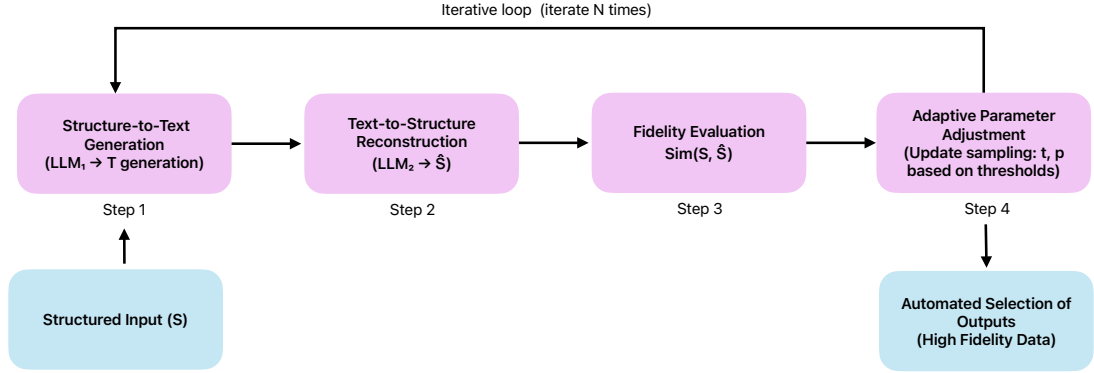 Iterative loop (iterate N times)
Structure-to-Text
Generation
(LLM₁ → T generation)
Step 1
Text-to-Structure
Reconstruction
(LLM₂ → Ŝ)
Step 2
Fidelity Evaluation
Sim(S, Ŝ)
Step 3
Adaptive Parameter
Adjustment
(Update sampling: t, p
based on thresholds)
Step 4
Structured Input (S)
Automated Selection of
Outputs
(High Fidelity Data)